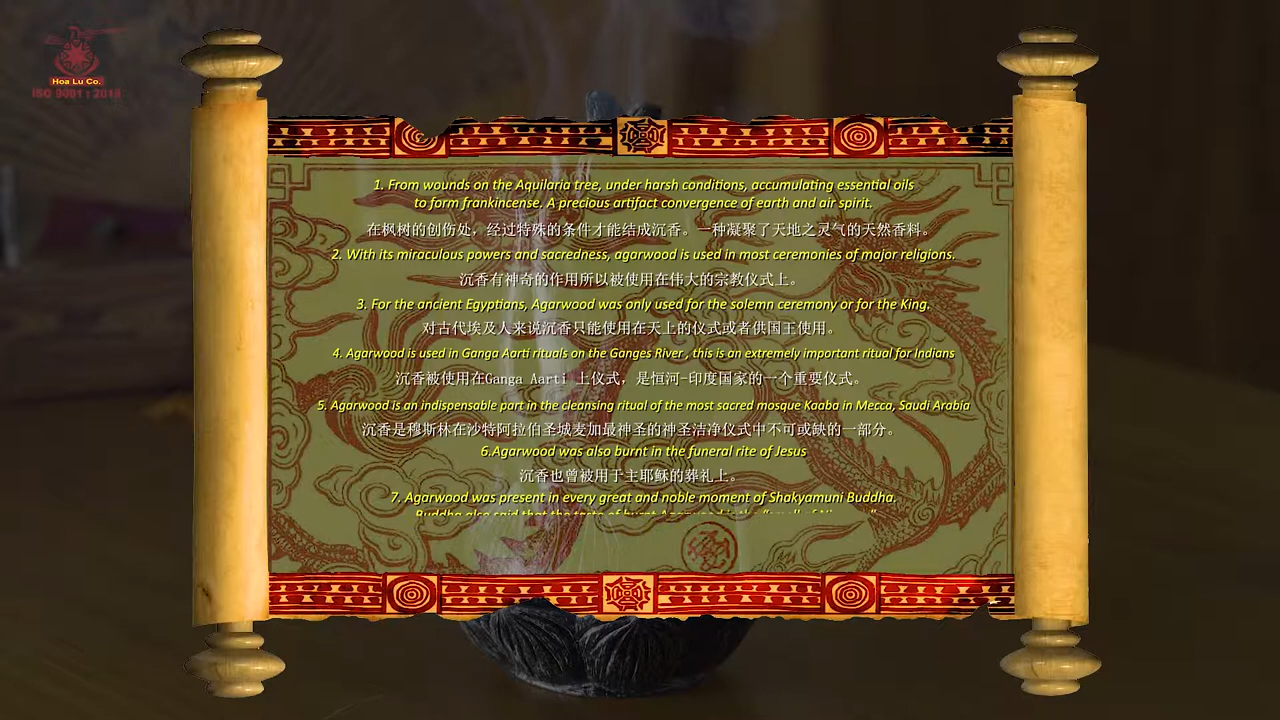 Hoa Lu Co.
ISO 9001 : 2018
1. From wounds on the Aquilaria tree, under harsh conditions, accumulating essential oils
to form frankincense. A precious artifact convergence of earth and air spirit.
在枫树的创伤处，经过特殊的条件才能结成沉香。一种凝聚了天地之灵气的天然香料。
2. With its miraculous powers and sacredness, agarwood is used in most ceremonies of major religions.
沉香有神奇的作用所以被使用在伟大的宗教仪式上。
3. For the ancient Egyptians, Agarwood was only used for the solemn ceremony or for the King.
对古代埃及人来说沉香只能使用在天上的仪式或者供国王使用。
4. Agarwood is used in Ganga Aarti rituals on the Ganges River , this is an extremely important ritual for Indians
沉香被使用在Ganga Aarti 上仪式，是恒河-印度国家的一个重要仪式。
5. Agarwood is an indispensable part in the cleansing ritual of the most sacred mosque Kaaba in Mecca, Saudi Arabia
沉香是穆斯林在沙特阿拉伯圣城麦加最神圣的神圣洁净仪式中不可或缺的一部分。
6.Agarwood was also burnt in the funeral rite of Jesus
沉香也曾被用于主耶稣的葬礼上。
7. Agarwood was present in every great and noble moment of Shakyamuni Buddha.
Buddha also said that the taste of burnt Agarwood is the "smell of